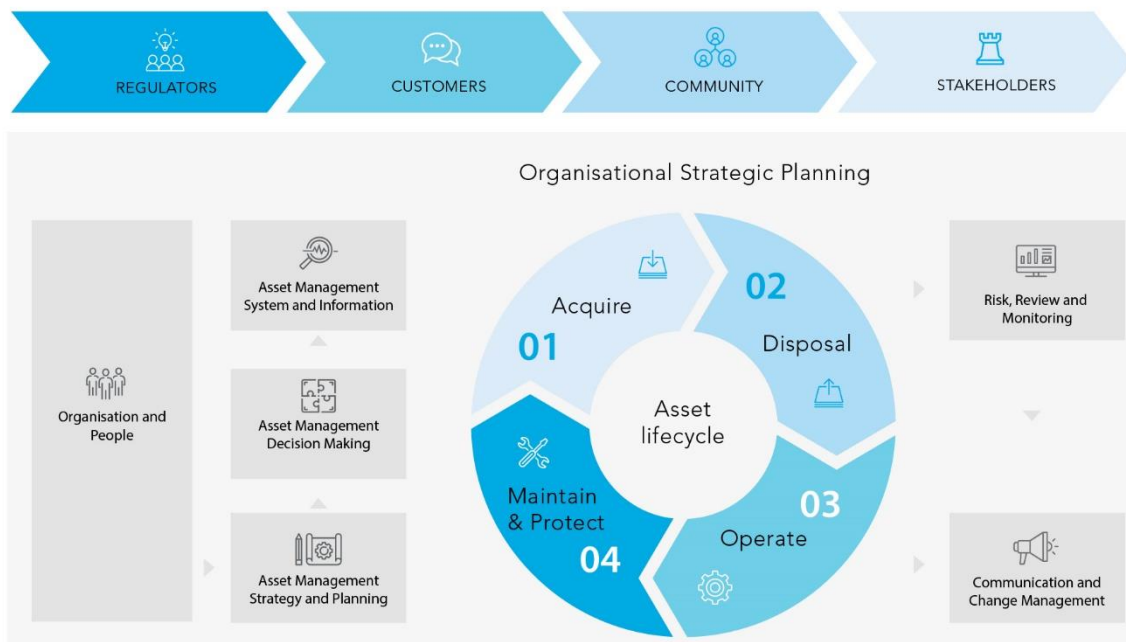 REGULATORS
CUSTOMERS
COMMUNITY
STAKEHOLDERS
Organisational Strategic Planning
Organisation and
People
Asset Management
System and Information
Asset Management
Decision Making
Asset Management
Strategy and Planning
Acquire
01
02
Disposal
Asset
lifecycle
03
Operate
Maintain
& Protect
04
Risk, Review and
Monitoring
Communication and
Change Management